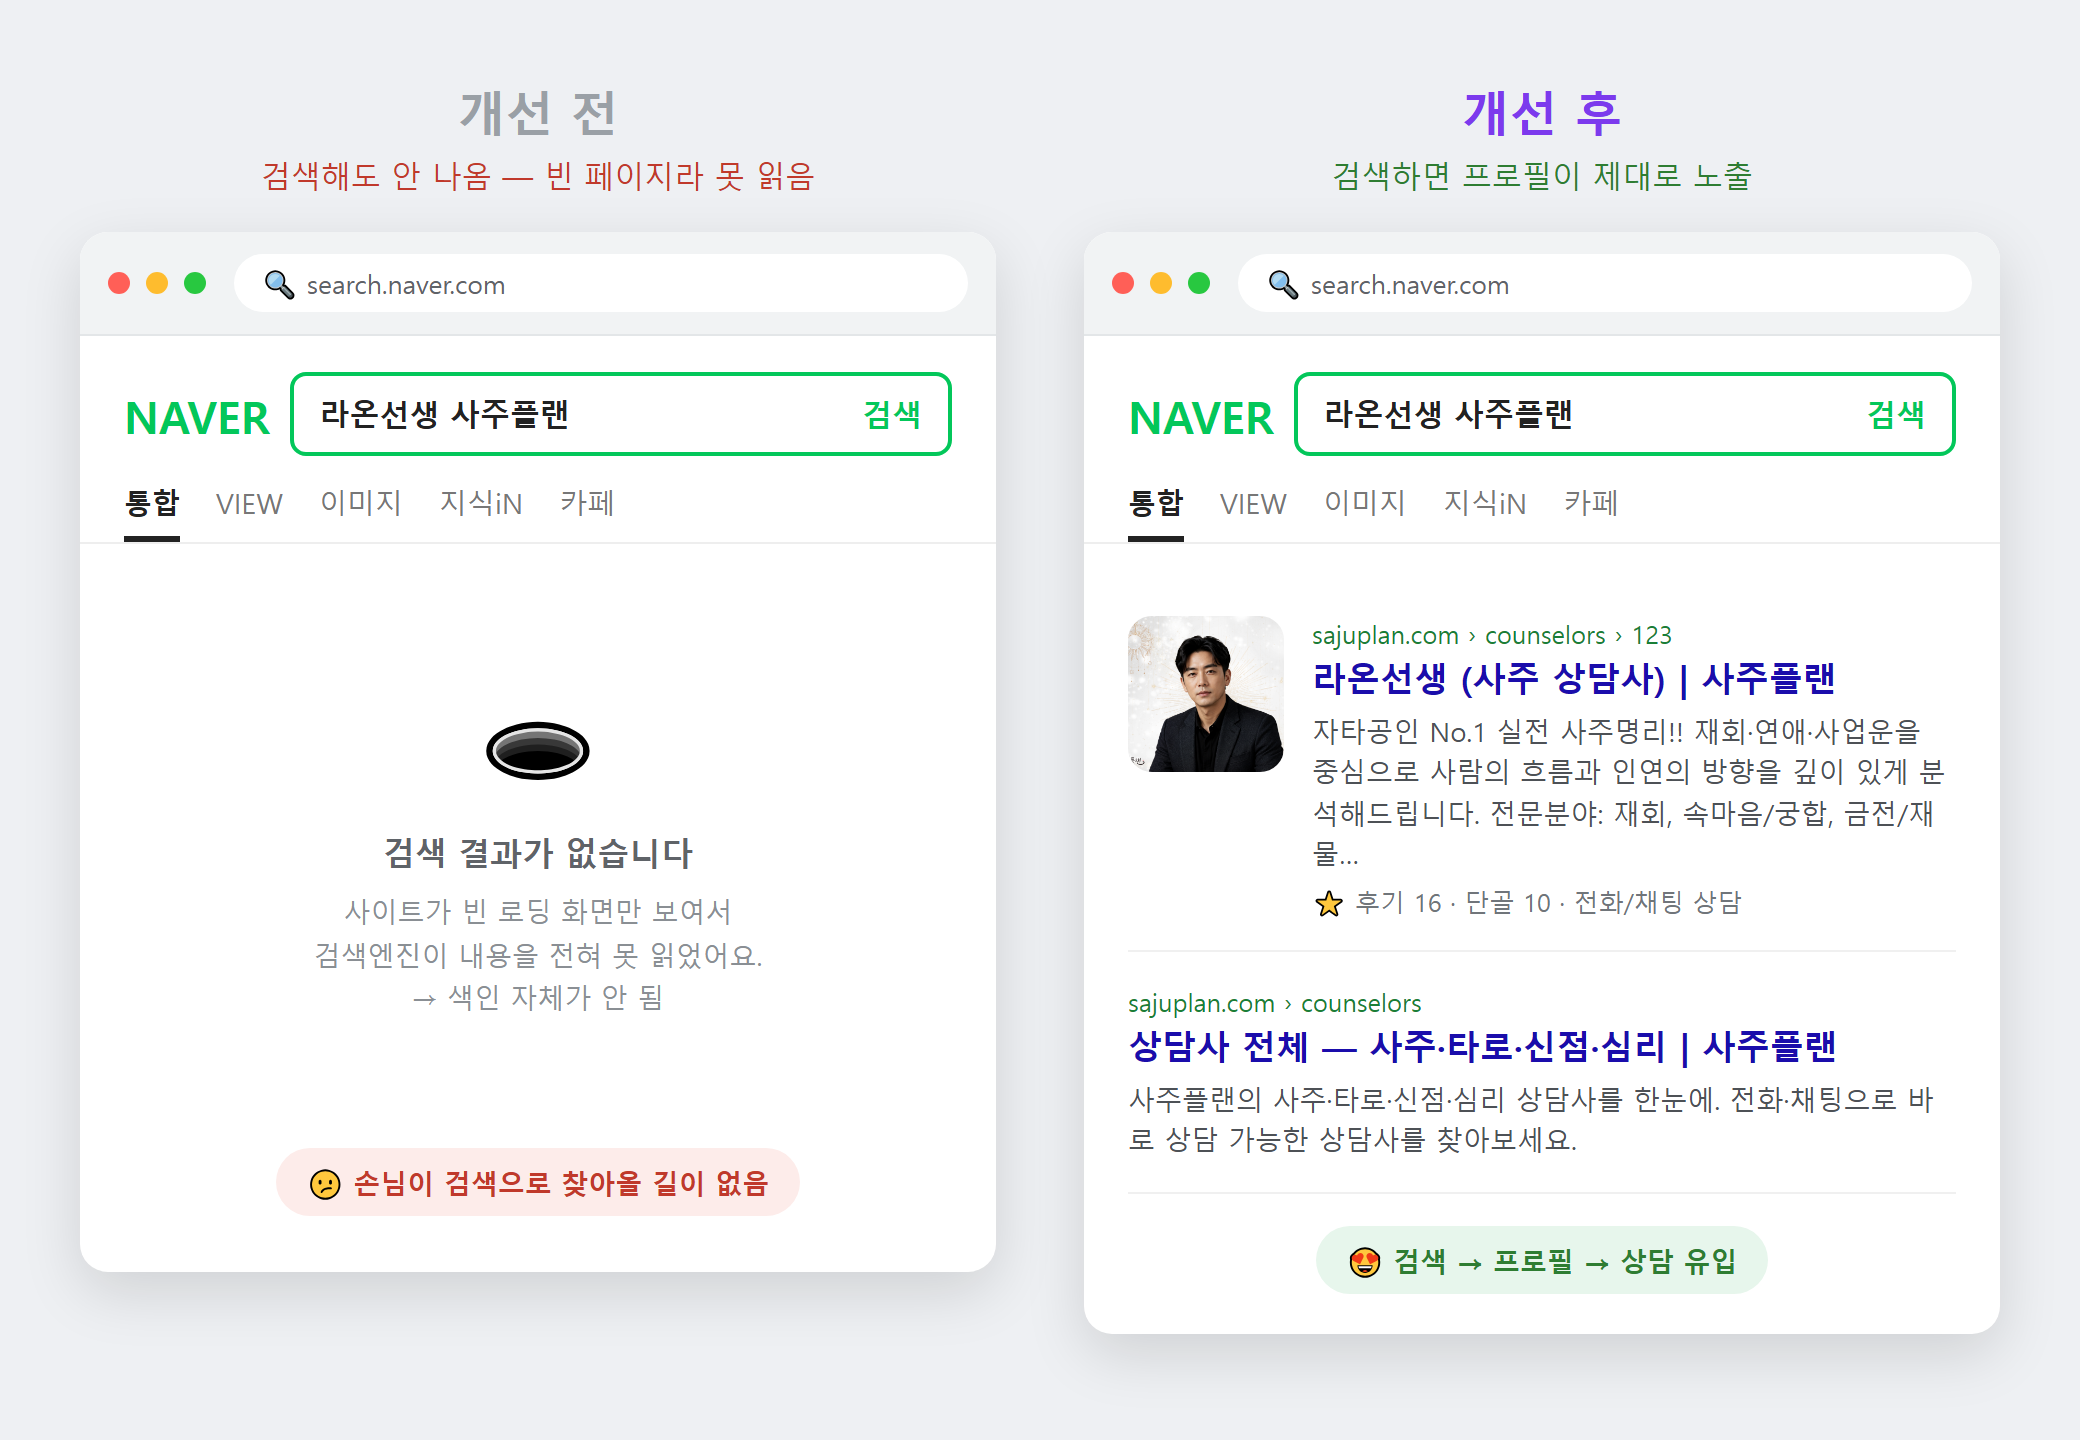 개선 전
검색해도 안 나옴 — 빈 페이지라 못 읽음
search.naver.com
NAVER
라온선생 사주플랜
검색
통합 VIEW 이미지 지식iN 카페
검색 결과가 없습니다
사이트가 빈 로딩 화면만 보여서
검색엔진이 내용을 전혀 못 읽었어요.
→ 색인 자체가 안 됨
😕 손님이 검색으로 찾아올 길이 없음
개선 후
검색하면 프로필이 제대로 노출
search.naver.com
NAVER
라온선생 사주플랜
검색
통합 VIEW 이미지 지식iN 카페
sajuplan.com › counselors › 123
라온선생 (사주 상담사) | 사주플랜
자타공인 No.1 실전 사주명리!! 재회·연애·사업운을
중심으로 사람의 흐름과 인연의 방향을 깊이 있게 분
석해드립니다. 전문분야: 재회, 속마음/궁합, 금전/재
물...
⭐ 후기 16 · 단골 10 · 전화/채팅 상담
sajuplan.com › counselors
상담사 전체 — 사주·타로·신점·심리 | 사주플랜
사주플랜의 사주·타로·신점·심리 상담사를 한눈에. 전화·채팅으로 바
로 상담 가능한 상담사를 찾아보세요.
😍 검색 → 프로필 → 상담 유입